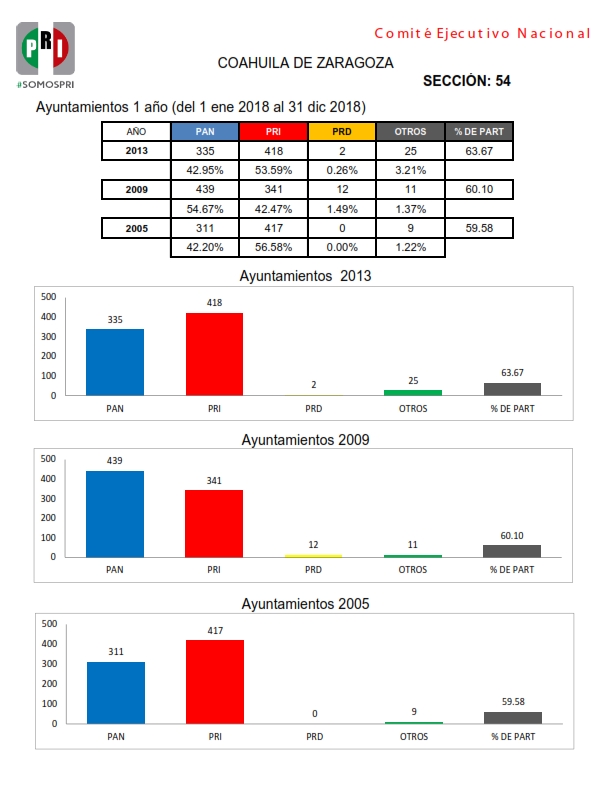 PRI
#SOMOSPRI
Comité Ejecutivo Nacional
COAHUILA DE ZARAGOZA
SECCIÓN: 54
Ayuntamientos 1 año (del 1 ene 2018 al 31 dic 2018)
AÑO PAN PRI PRD OTROS % DE PART
2013 335 418 2 25 63.67
42.95% 53.59% 0.26% 3.21%
2009 439 341 12 11 60.10
54.67% 42.47% 1.49% 1.37%
2005 311 417 0 9 59.58
42.20% 56.58% 0.00% 1.22%
Ayuntamientos 2013
500
400
300
200
100
0
335 418 2 25 63.67
PAN PRI PRD OTROS % DE PART
Ayuntamientos 2009
500
400
300
200
100
0
439 341 12 11 60.10
PAN PRI PRD OTROS % DE PART
Ayuntamientos 2005
500
400
300
200
100
0
311 417 0 9 59.58
PAN PRI PRD OTROS % DE PART